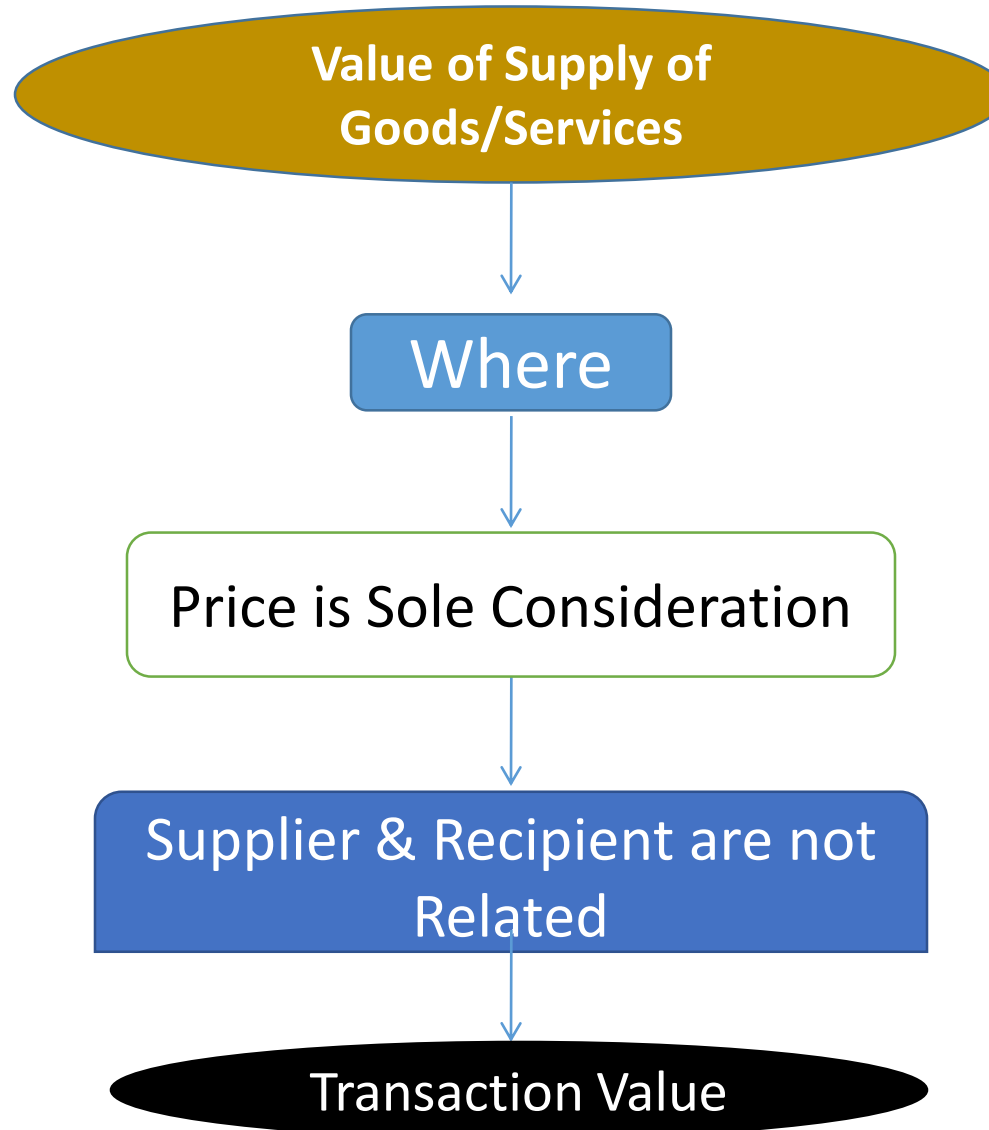 Value of Supply of
Goods/Services
Where
Price is Sole Consideration
Supplier & Recipient are not
Related
Transaction Value